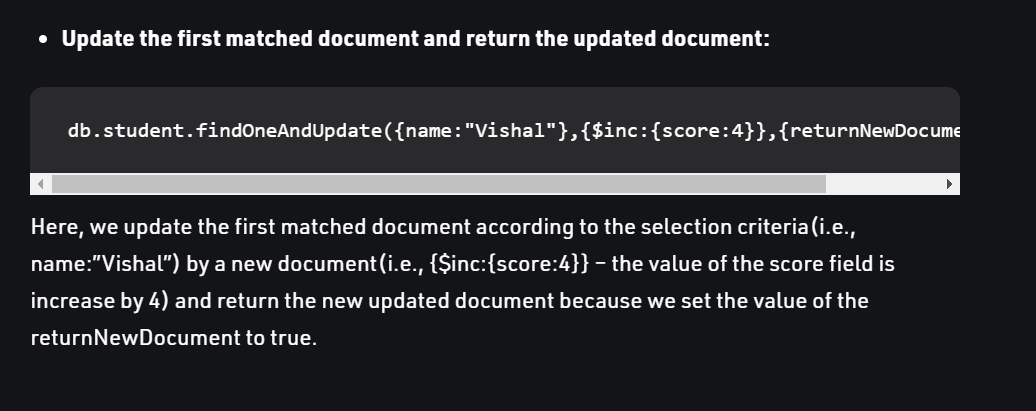 Update the first matched document and return the updated document:
db.student.findOneAndUpdate({name:"Vishal"},{$inc:{score:4}},{returnNewDocume
Here, we update the first matched document according to the selection criteria(i.e.,
name:”Vishal”) by a new document(i.e., {$inc:{score:4}} – the value of the score field is
increase by 4) and return the new updated document because we set the value of the
returnNewDocument to true.